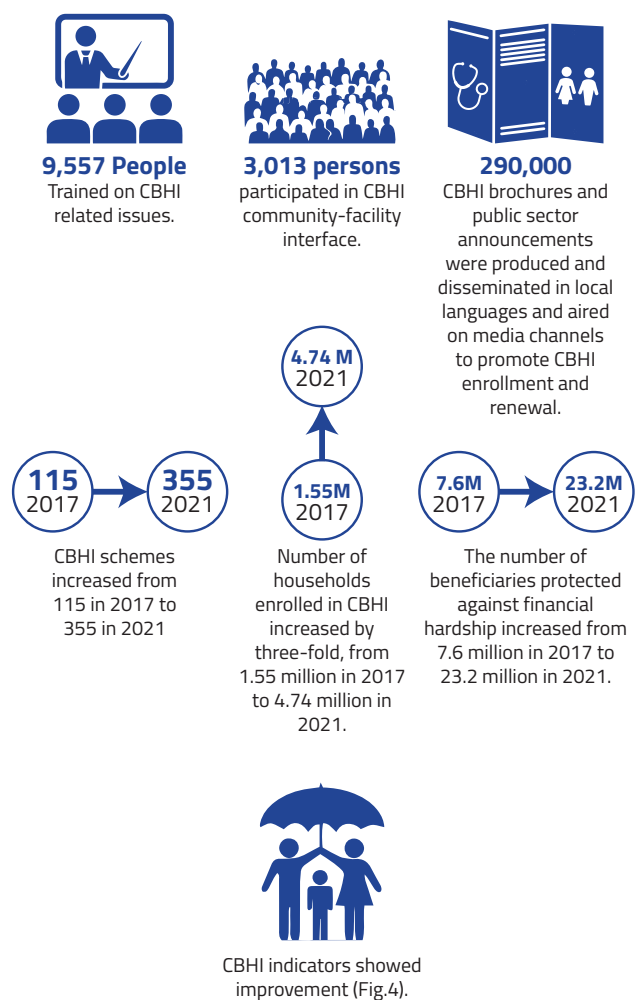 9,557 People
Trained on CBHI
related issues.
3,013 persons
participated in CBHI
community-facility
interface.
290,000
CBHI brochures and
public sector
announcements
were produced and
disseminated in local
languages and aired
on media channels
to promote CBHI
enrollment and
renewal.
115
2017
355
2021
CBHI schemes
increased from
115 in 2017 to
355 in 2021
4.74 M
2021
1.55M
2017
Number of
households
enrolled in CBHI
increased by
three-fold, from
1.55 million in 2017
to 4.74 million in
2021.
7.6M
2017
23.2M
2021
The number of
beneficiaries protected
against financial
hardship increased from
7.6 million in 2017 to
23.2 million in 2021.
CBHI indicators showed
improvement (Fig.4).